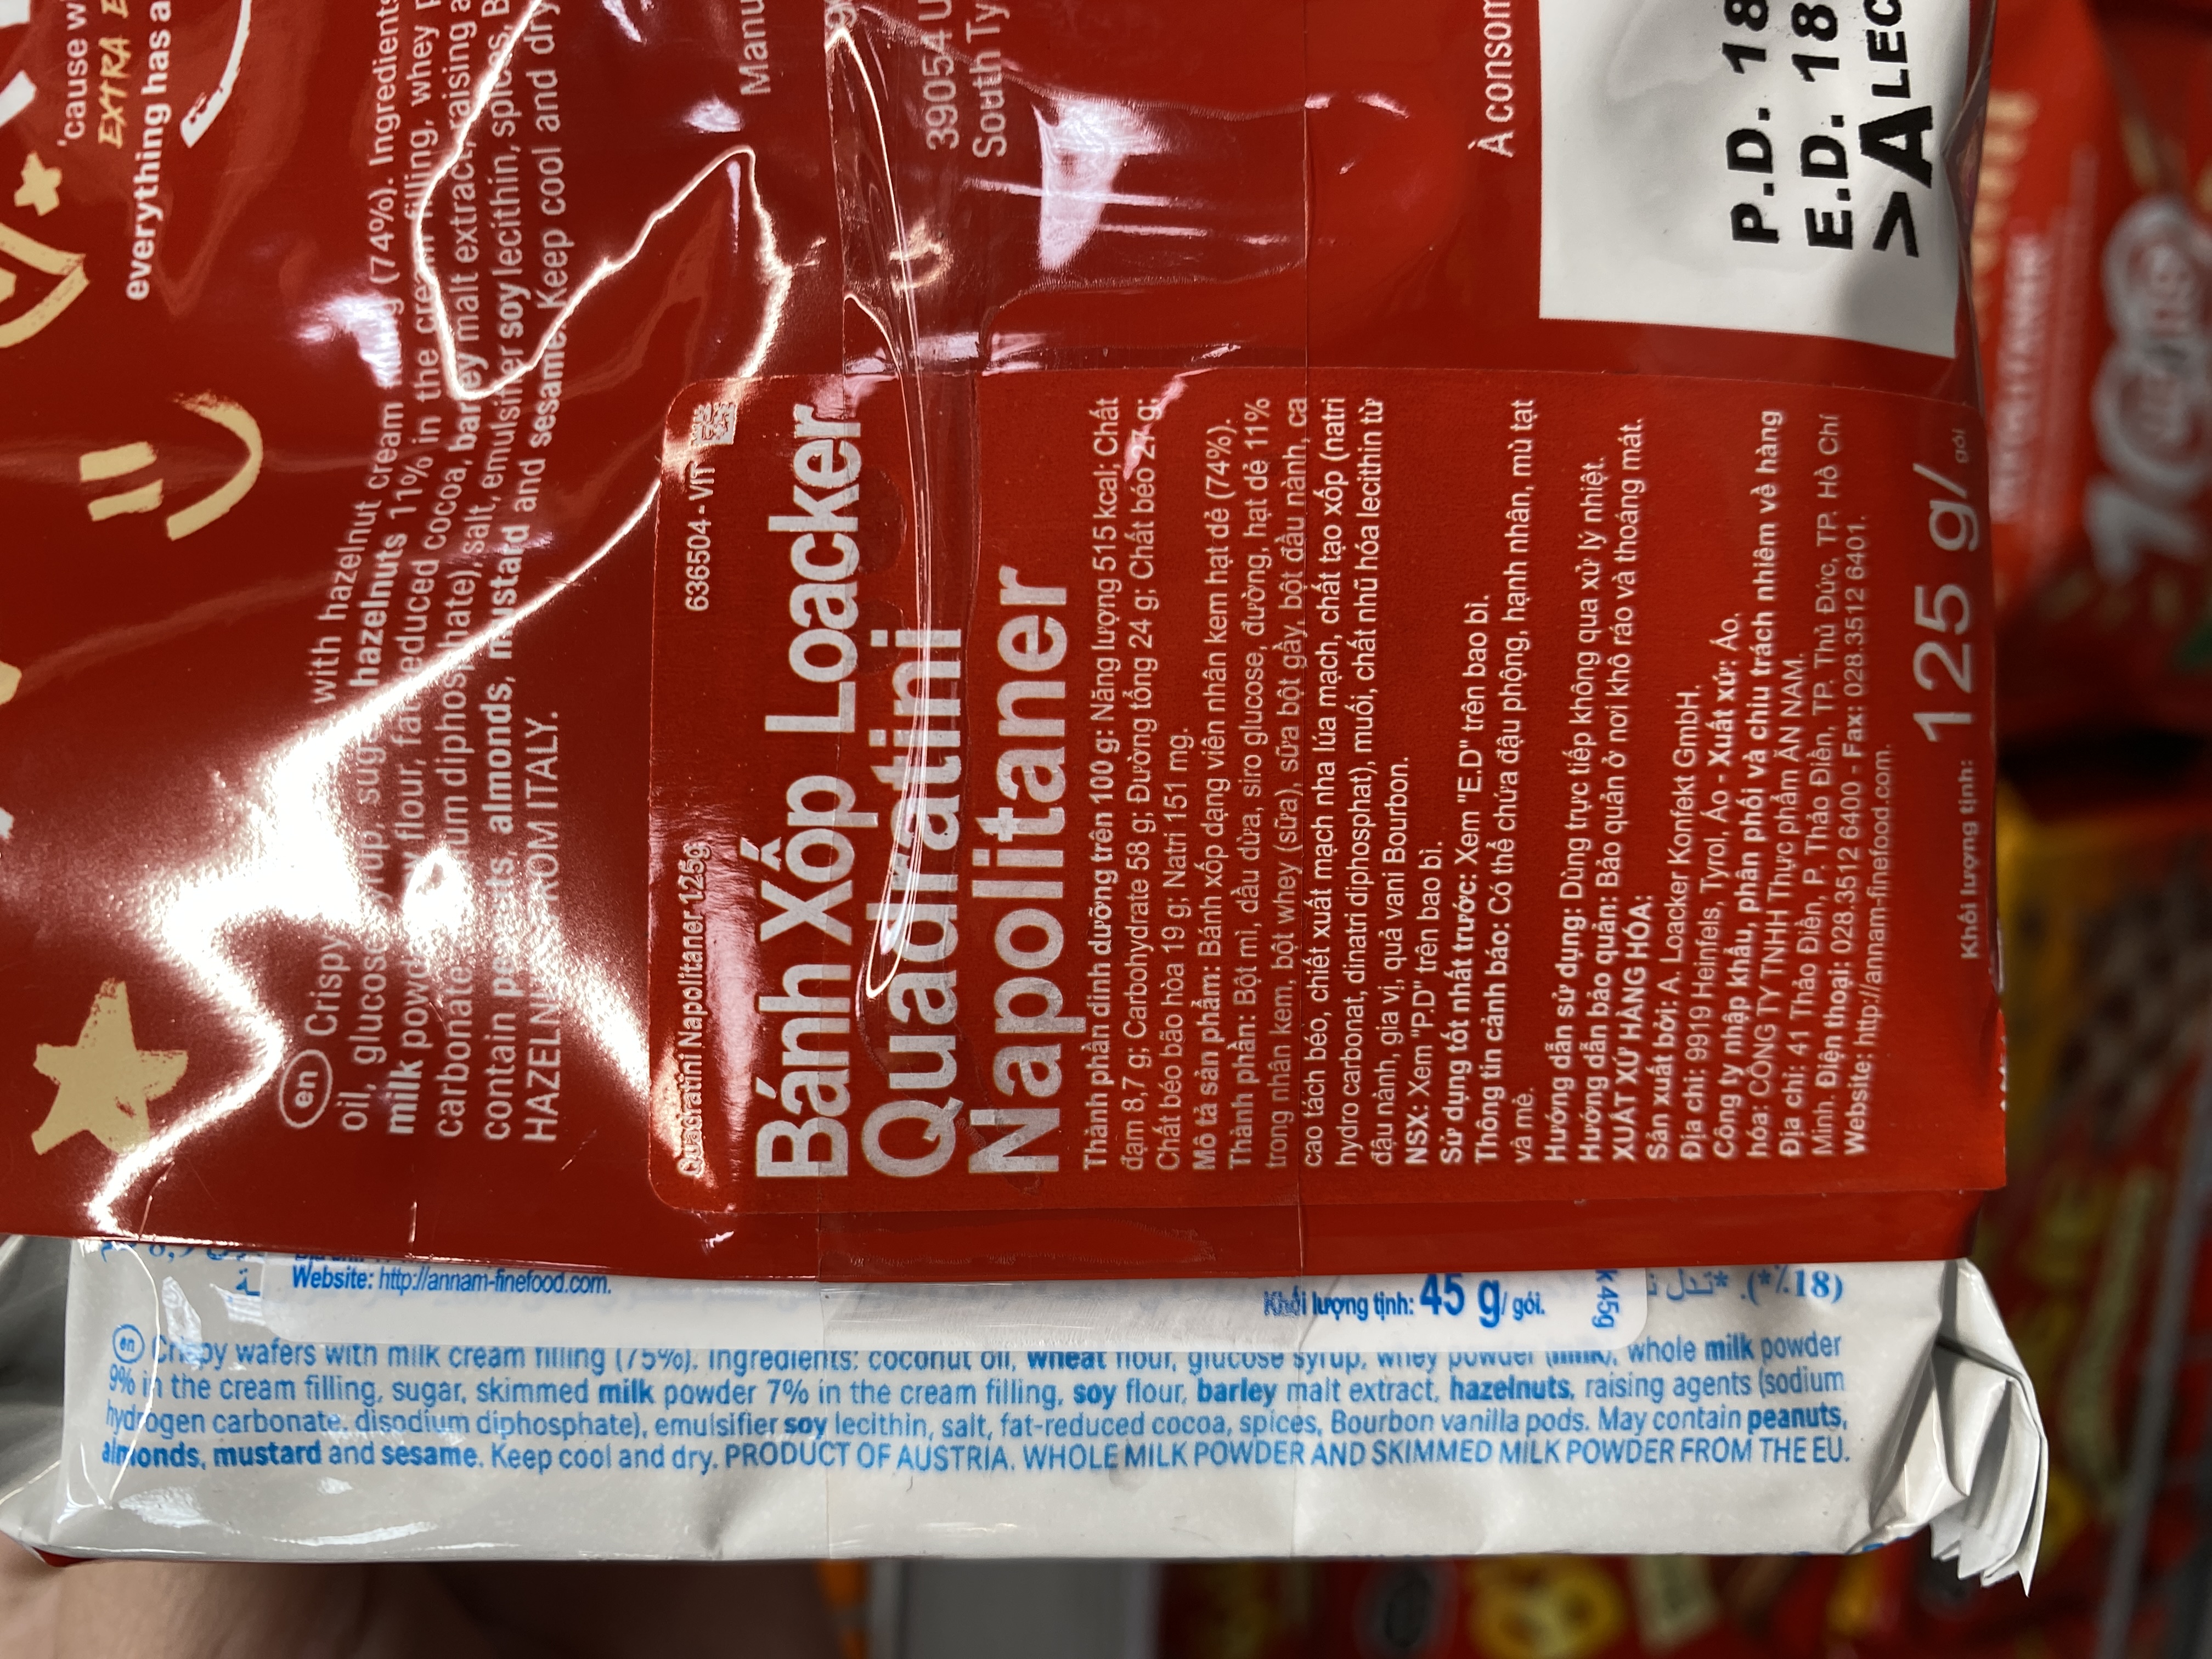 'cause
EXTRA
everything has a
en Crispy with hazelnut cream (74%). Ingredients
oil, glucose syrup, sugar, hazelnuts 11% in the cream filling, whey
milk flour, fat-reduced cocoa, barley malt extract, raising
carbonate diphosphate), salt, emulsifier soy lecithin, spices,
contain peanuts, almonds, mustard and sesame. Keep cool and dry
FROM ITALY.
Quadratini Napolitaner 125g
636504 - VIT
Bánh Xốp Loacker
Quadratini
Napolitaner
Thành phần dinh dưỡng trên 100 g: Năng lượng 515 kcal; Chất
đạm 8,7 g; Carbohydrate 58 g; Đường tổng 24 g; Chất béo 27 g;
Chất béo bão hòa 19 g; Natri 151 mg.
Mô tả sản phẩm: Bánh xốp dạng viên nhân kem hạt dẻ (74%).
Thành phần: Bột mì, dầu dừa, siro glucose, đường, hạt dẻ 11%
trong nhân kem, bột whey (sữa), sữa bột gầy, bột đầu nành, ca
cao tách béo, chiết xuất mạch nha lúa mạch, chất tạo xốp (natri
hydro carbonat, dinatri diphosphat), muối, chất nhũ hóa lecithin từ
đậu nành, gia vị, quả vani Bourbon.
NSX: Xem "P.D" trên bao bì.
Sử dụng tốt nhất trước: Xem "E.D" trên bao bì.
Thông tin cảnh báo: Có thể chứa đậu phộng, hạnh nhân, mù tạt
và mè.
Hướng dẫn sử dụng: Dùng trực tiếp không qua xử lý nhiệt.
Hướng dẫn bảo quản: Bảo quản ở nơi khô ráo và thoáng mát.
XUẤT XỨ HÀNG HÓA:
Sản xuất bởi: A. Loacker Konfekt GmbH.
Địa chỉ: 9919 Heinfels, Tyrol, Áo - Xuất xứ: Áo.
Công ty nhập khẩu, phân phối và chiu trách nhiêm về hàng
hóa: CÔNG TY TNHH Thực phẩm ĂN NAM.
Địa chỉ: 41 Thảo Điền, P. Thảo Điền, TP. Thủ Đức, TP. Hồ Chí
Minh. Điện thoại: 028.3512 6400 - Fax: 028.3512 6401.
Website: http://annam-finefood.com.
Khối lượng tịnh: 125 g/ gói
Manu
39054 U
South Ty
À consom
P.D. 18
E.D. 18
>A LEC
en Crispy wafers with milk cream filling (75%). Ingredients: coconut oil, wheat flour, glucose syrup, whey powder (milk), whole milk powder
9% in the cream filling, sugar, skimmed milk powder 7% in the cream filling, soy flour, barley malt extract, hazelnuts, raising agents (sodium
hydrogen carbonate, disodium diphosphate), emulsifier soy lecithin, salt, fat-reduced cocoa, spices, Bourbon vanilla pods. May contain peanuts,
almonds, mustard and sesame. Keep cool and dry. PRODUCT OF AUSTRIA. WHOLE MILK POWDER AND SKIMMED MILK POWDER FROM THE EU.
Website: http://annam-finefood.com.
Khối lượng tịnh: 45 g/ gói.
45g